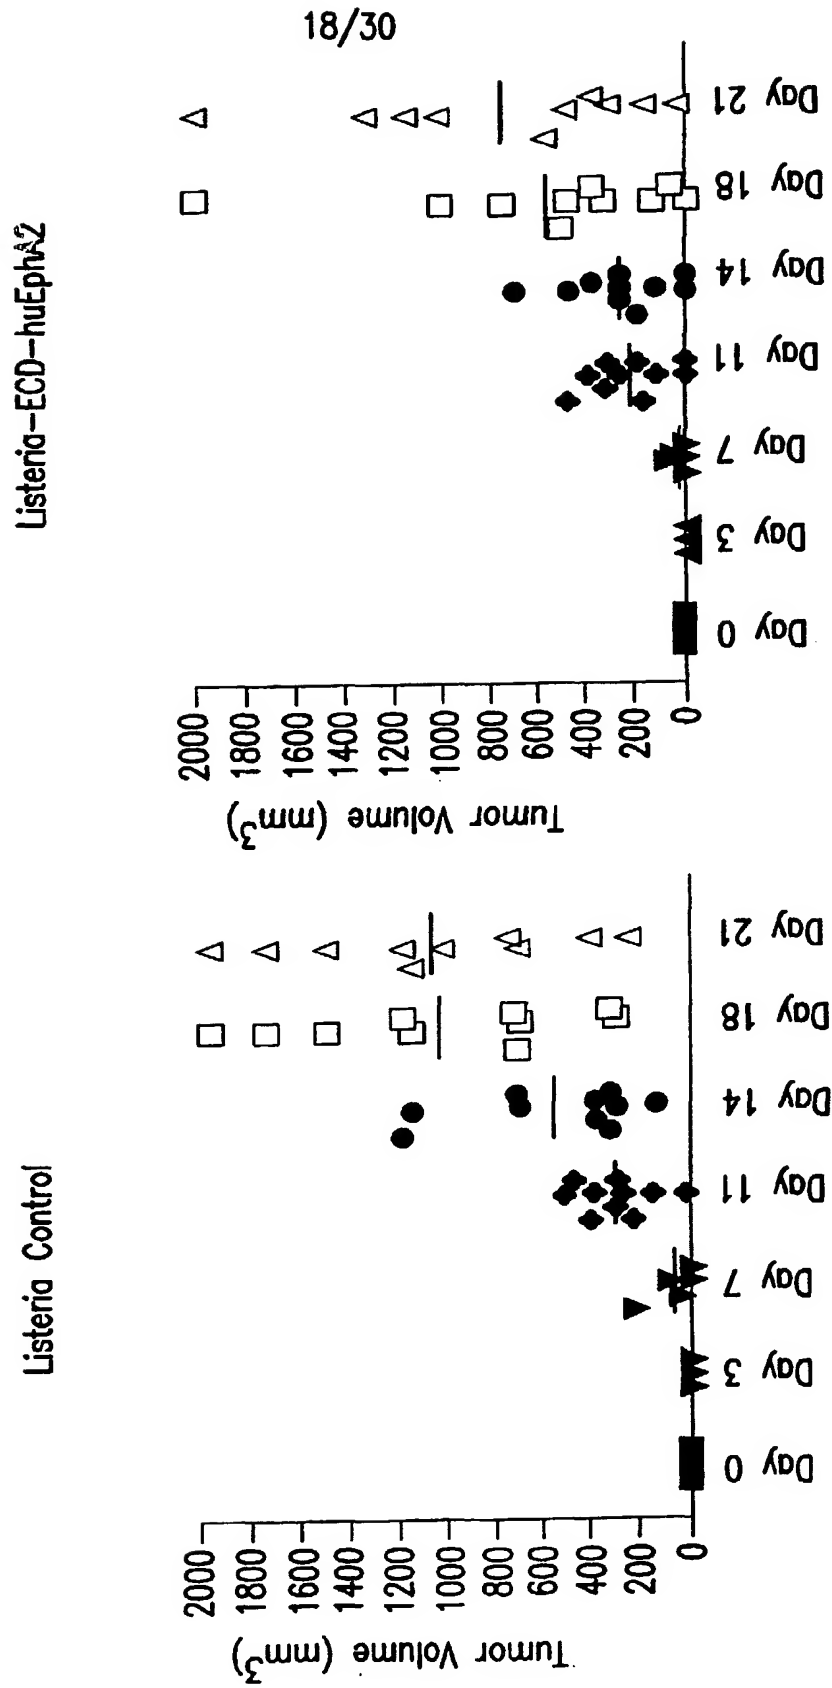 18/30
Listeria Control
Tumor Volume (mm3)
2000
1800
1600
1400
1200
1000
800
600
400
200
0
Day 0
Day 3
Day 7
Day 11
Day 14
Day 18
Day 21
Listeria-ECD-huEphA2
Tumor Volume (mm3)
2000
1800
1600
1400
1200
1000
800
600
400
200
0
Day 0
Day 3
Day 7
Day 11
Day 14
Day 18
Day 21